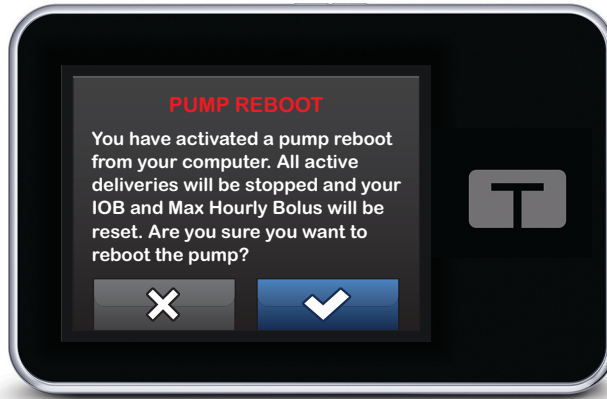 PUMP REBOOT
You have activated a pump reboot
from your computer. All active
deliveries will be stopped and your
IOB and Max Hourly Bolus will be
reset. Are you sure you want to
reboot the pump?
T